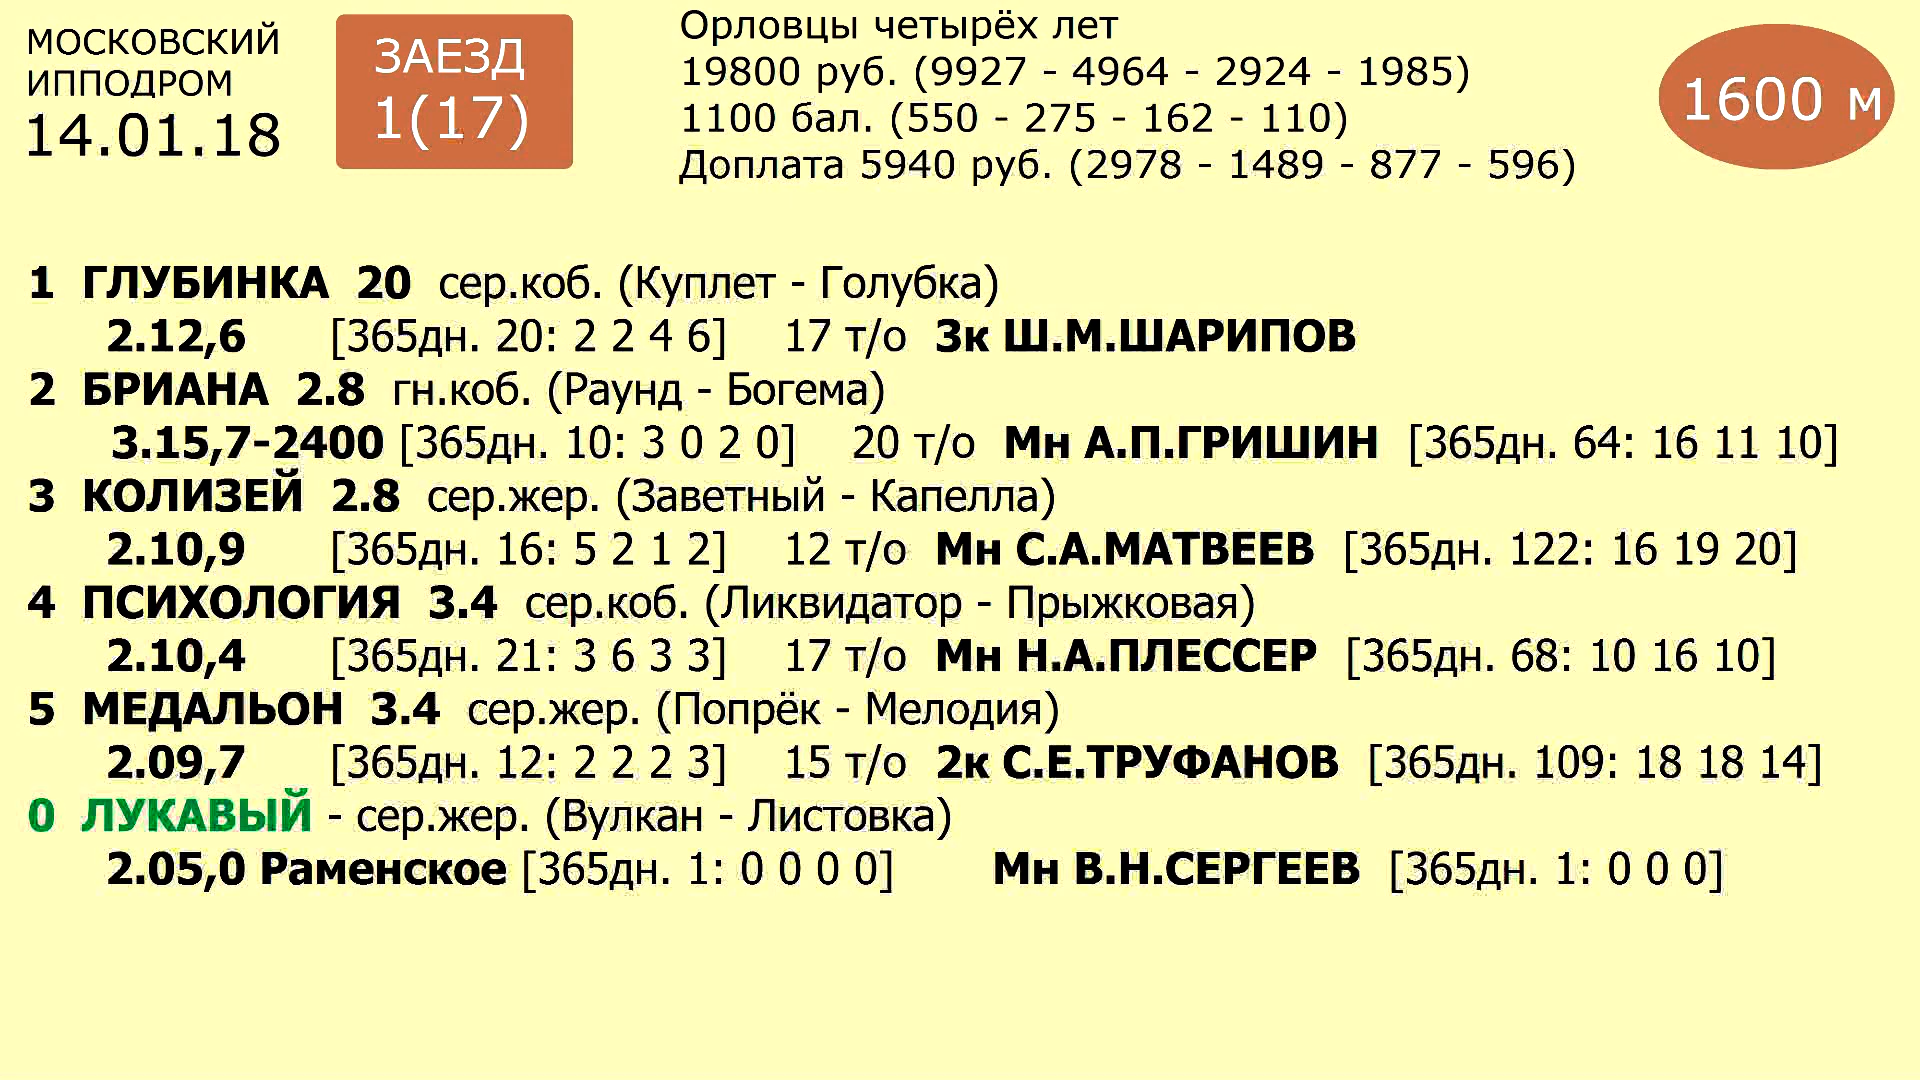 МОСКОВСКИЙ
ИППОДРОМ
14.01.18
ЗАЕЗД
1(17)
Орловцы четырёх лет
19800 руб. (9927 - 4964 - 2924 - 1985)
1100 бал. (550 - 275 - 162 - 110)
Доплата 5940 руб. (2978 - 1489 - 877 - 596)
1600 м
1 ГЛУБИНКА 20 сер.коб. (Куплет - Голубка)
2.12,6 [365дн. 20: 2 2 4 6] 17 т/о 3к Ш.М.ШАРИПОВ
2 БРИАНА 2.8 гн.коб. (Раунд - Богема)
3.15,7-2400 [365дн. 10: 3 0 2 0] 20 т/о Мн А.П.ГРИШИН [365дн. 64: 16 11 10]
3 КОЛИЗЕЙ 2.8 сер.жер. (Заветный - Капелла)
2.10,9 [365дн. 16: 5 2 1 2] 12 т/о Мн С.А.МАТВЕЕВ [365дн. 122: 16 19 20]
4 ПСИХОЛОГИЯ 3.4 сер.коб. (Ликвидатор - Прыжковая)
2.10,4 [365дн. 21: 3 6 3 3] 17 т/о Мн Н.А.ПЛЕССЕР [365дн. 68: 10 16 10]
5 МЕДАЛЬОН 3.4 сер.жер. (Попрёк - Мелодия)
2.09,7 [365дн. 12: 2 2 2 3] 15 т/о 2к С.Е.ТРУФАНОВ [365дн. 109: 18 18 14]
0 ЛУКАВЫЙ - сер.жер. (Вулкан - Листовка)
2.05,0 Раменское [365дн. 1: 0 0 0 0] Мн В.Н.СЕРГЕЕВ [365дн. 1: 0 0 0]